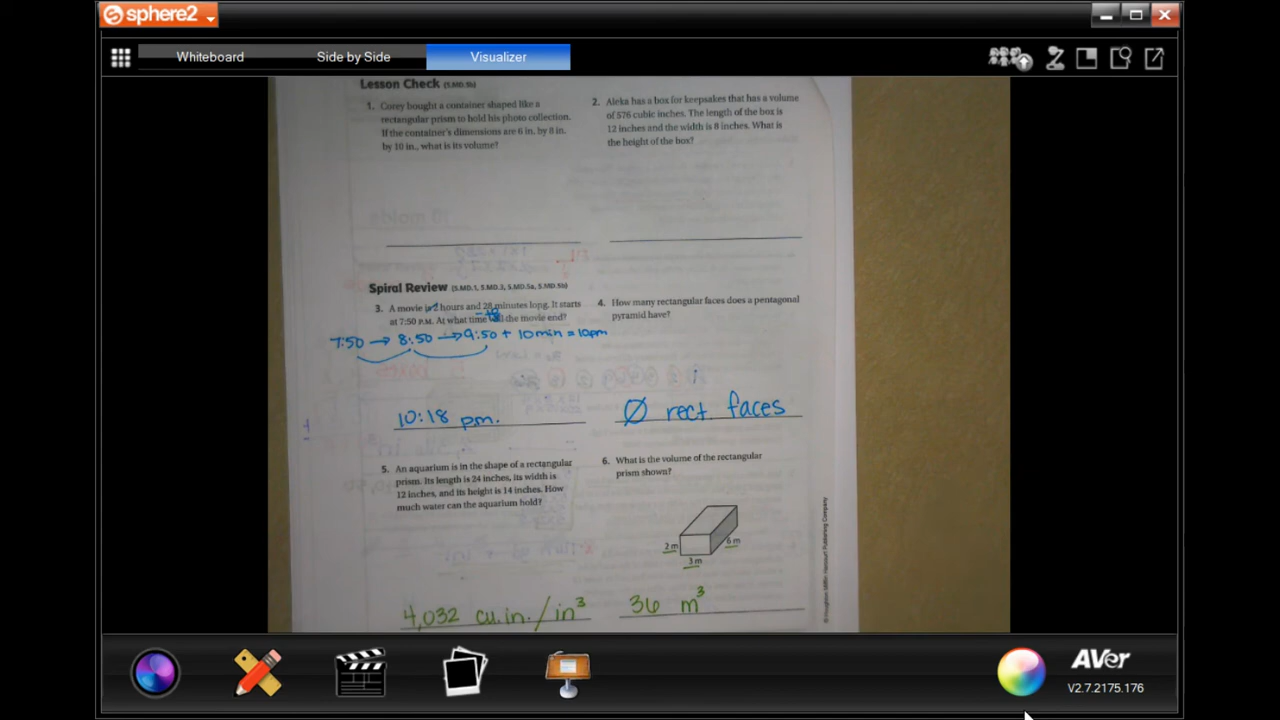 sphere2
Whiteboard Side by Side Visualizer
Lesson Check (5.MD.5b)
1. Corey bought a container shaped like a
rectangular prism to hold his photo collection.
If the container's dimensions are 6 in. by 8 in.
by 10 in., what is its volume?
2. Aleka has a box for keepsakes that has a volume
of 576 cubic inches. The length of the box is
12 inches and the width is 8 inches. What is
the height of the box?
Spiral Review (5.MD.1, 5.MD.3, 5.MD.5a, 5.MD.5b)
3. A movie is 2 hours and 28 minutes long. It starts
at 7:50 P.M. At what time will the movie end?
7:50 → 8:50 → 9:50 + 10min = 10pm
10:18 p.m.
4. How many rectangular faces does a pentagonal
pyramid have?
Ø rect. faces
5. An aquarium is in the shape of a rectangular
prism. Its length is 24 inches, its width is
12 inches, and its height is 14 inches. How
much water can the aquarium hold?
4,032 cu.in./in³
6. What is the volume of the rectangular
prism shown?
2 m
6 m
3 m
36 m³
© Houghton Mifflin Harcourt Publishing Company
AVer
V2.7.2175.176